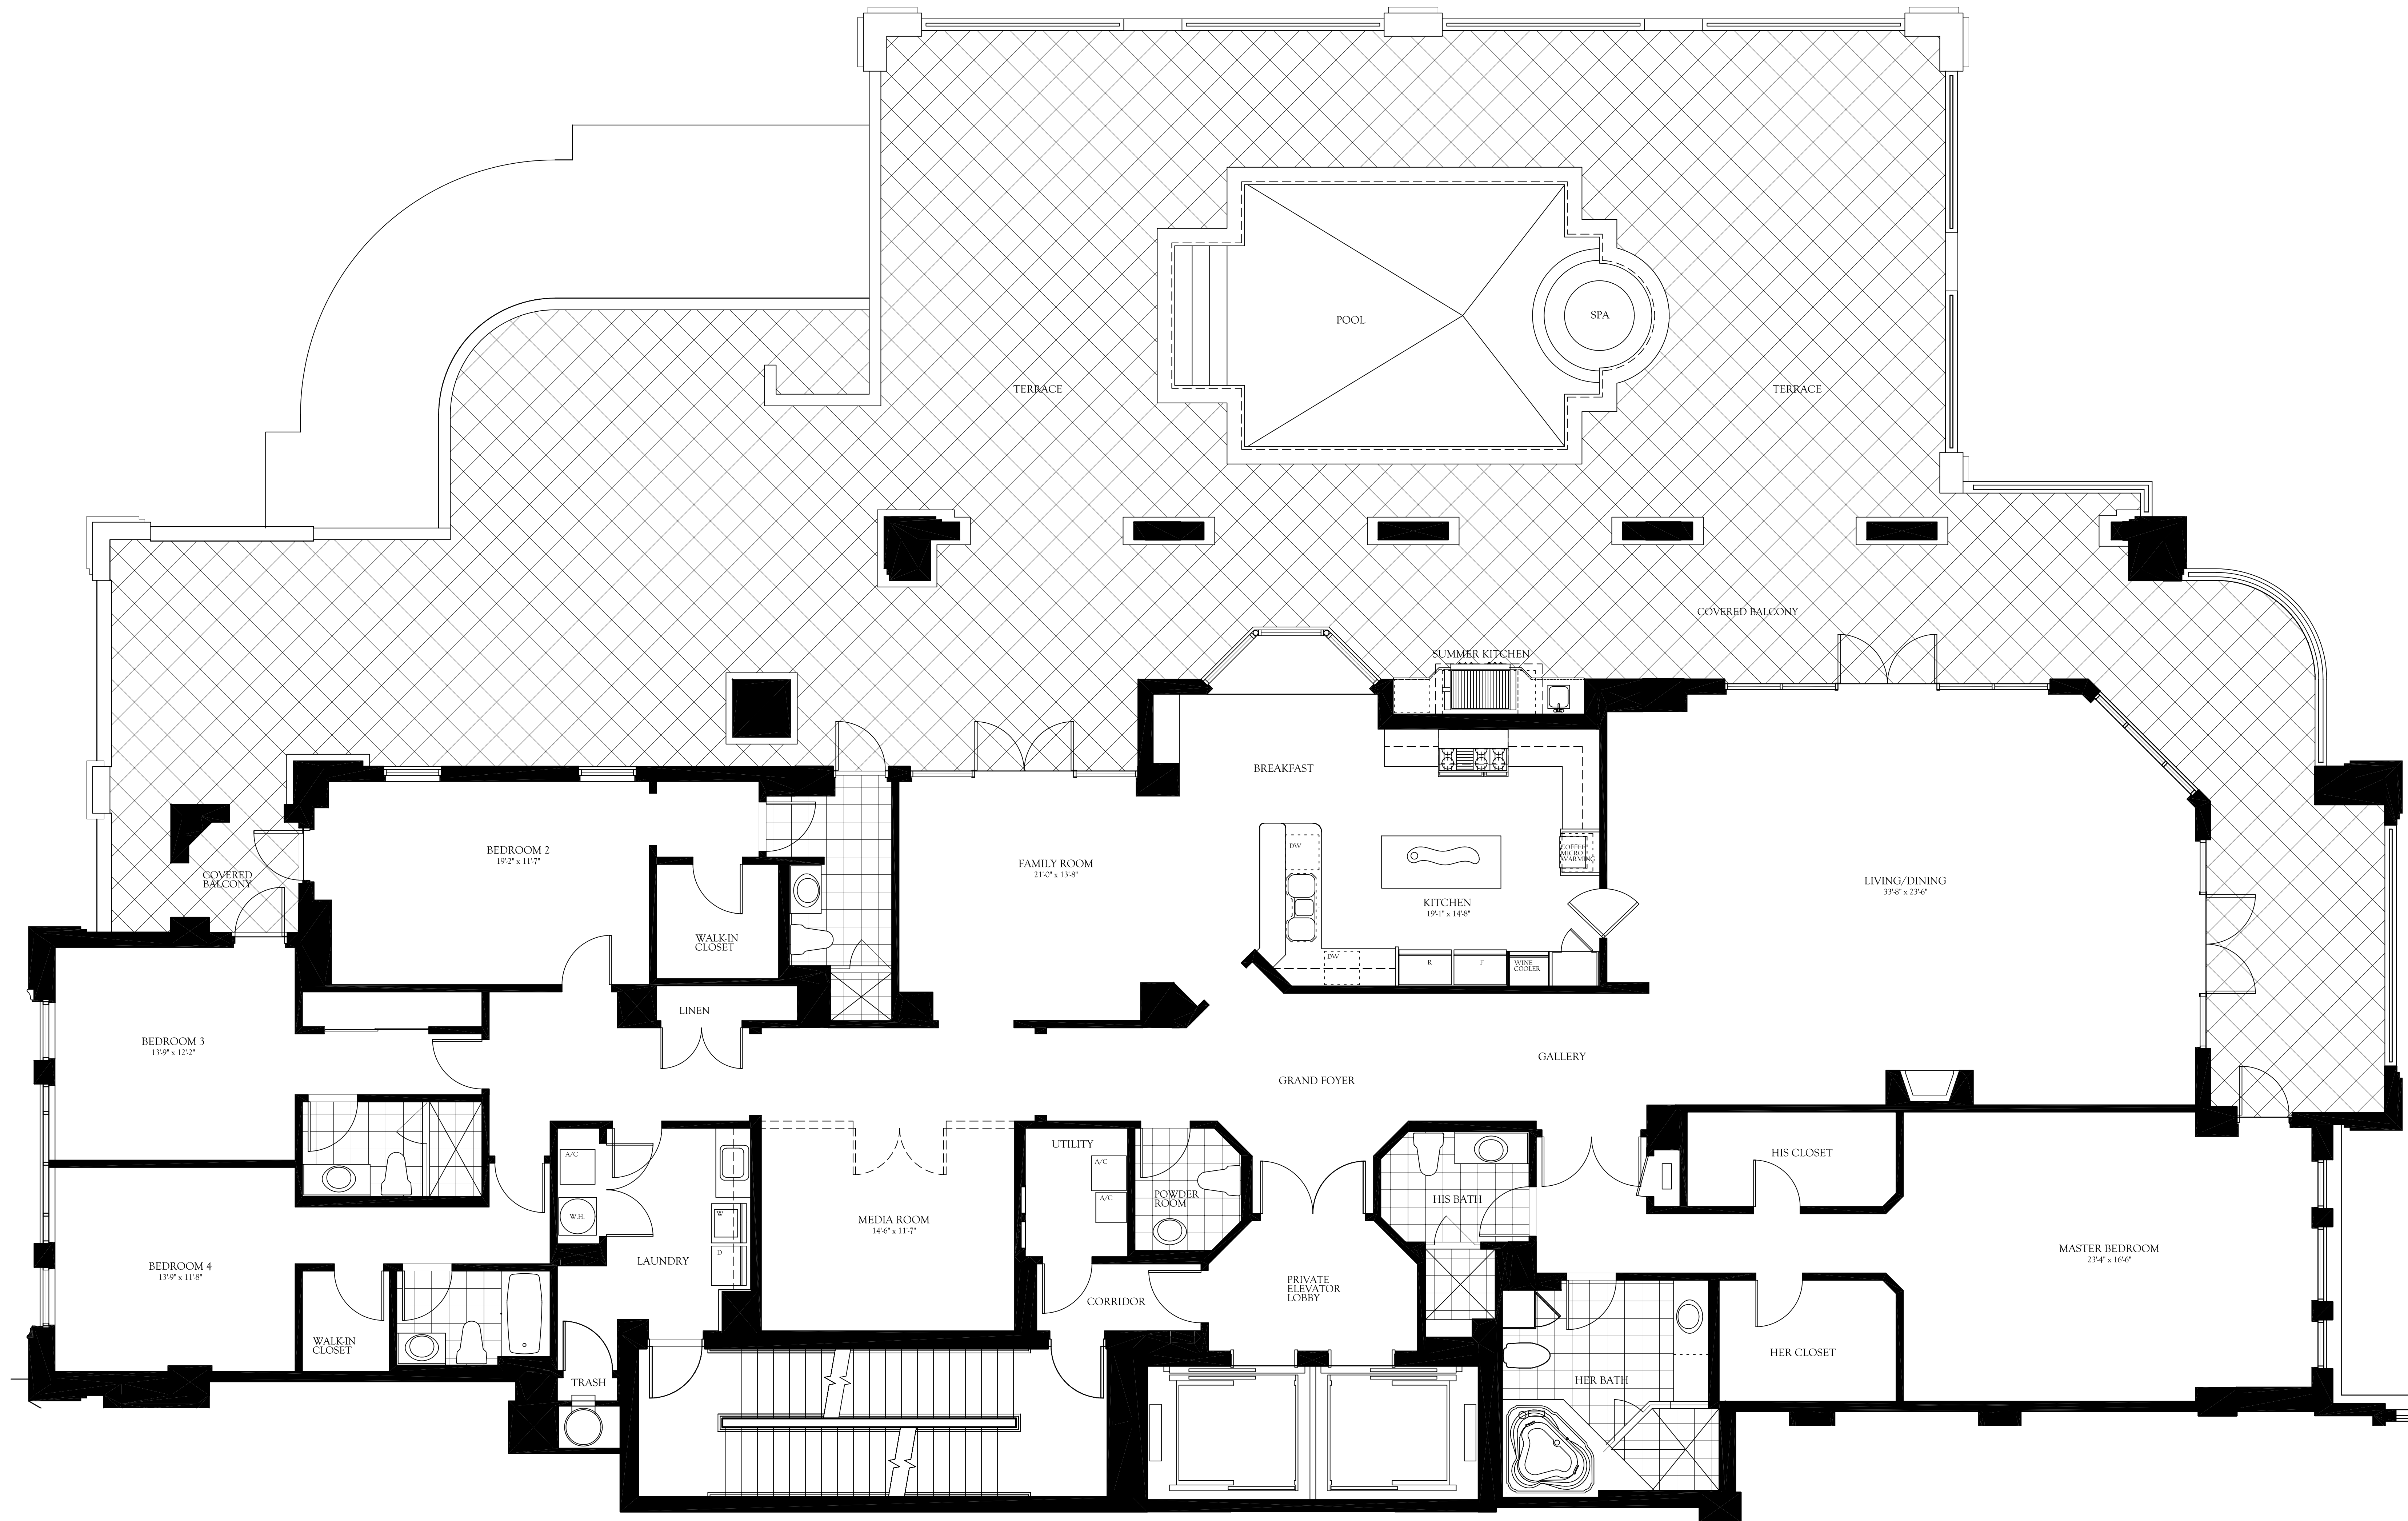 POOL
SPA
TERRACE
TERRACE
COVERED BALCONY
SUMMER KITCHEN
BREAKFAST
BEDROOM 2
19'-2" x 11'-7"
FAMILY ROOM
21'-0" x 13'-8"
DW
COFFEE
MICRO
WARMING
COVERED
BALCONY
LIVING/DINING
33'-8" x 23'-6"
KITCHEN
19'-1" x 14'-8"
WALK-IN
CLOSET
DW
R
F
WINE
COOLER
LINEN
BEDROOM 3
13'-9" x 12'-2"
GALLERY
GRAND FOYER
A/C
UTILITY
A/C
A/C
HIS CLOSET
POWDER
ROOM
HIS BATH
W.H.
W
D
MEDIA ROOM
14'-6" x 11'-7"
MASTER BEDROOM
23'-4" x 16'-6"
LAUNDRY
BEDROOM 4
13'-9" x 11'-8"
PRIVATE
ELEVATOR
LOBBY
CORRIDOR
WALK-IN
CLOSET
HER CLOSET
TRASH
HER BATH